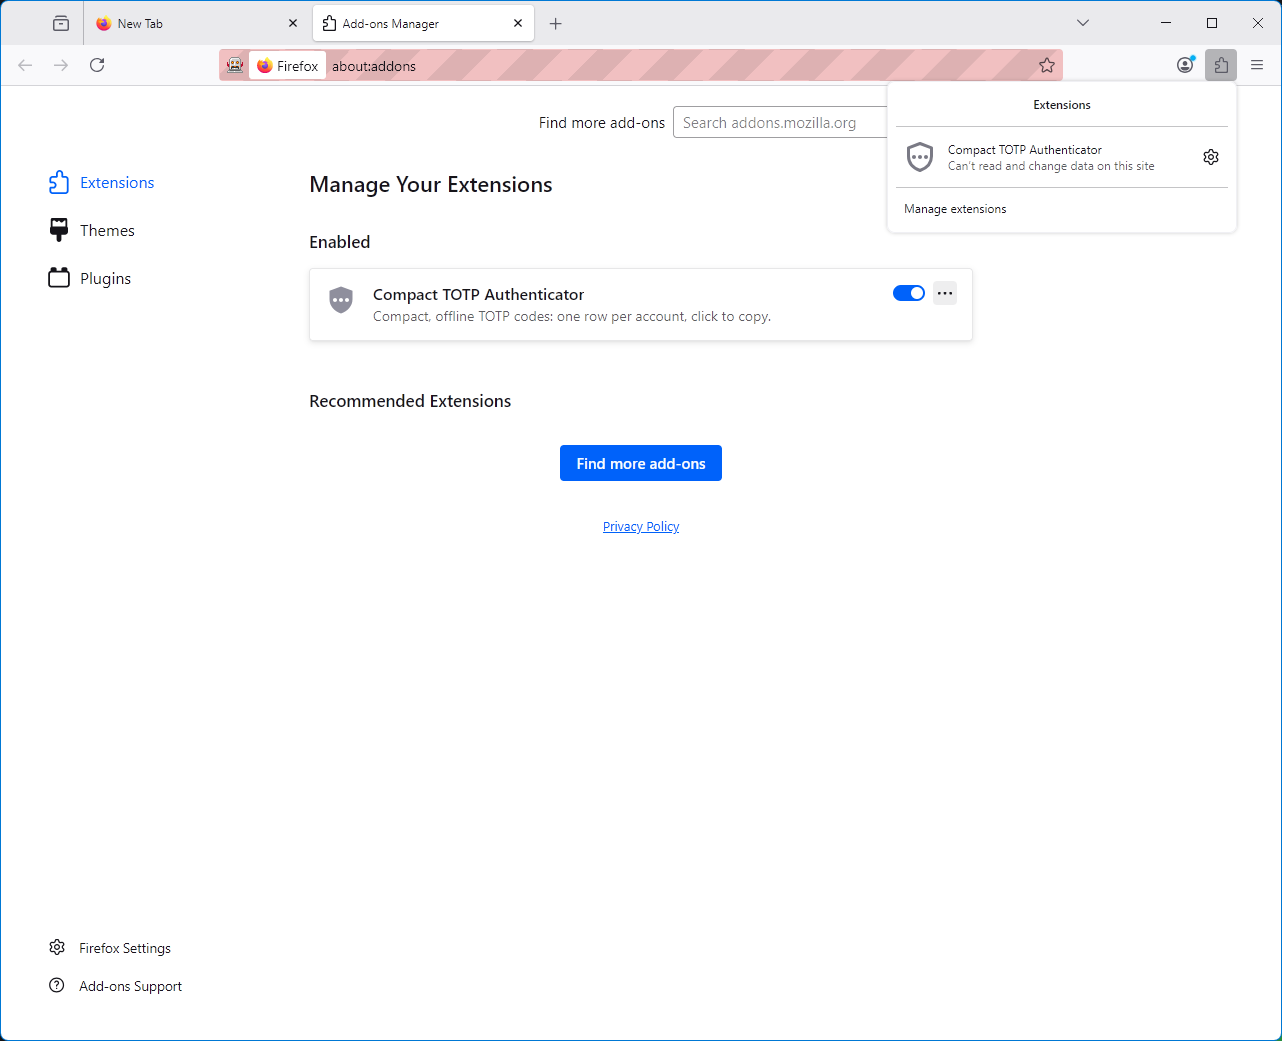 New Tab
Add-ons Manager
Firefox
about:addons
Extensions
Compact TOTP Authenticator
Can't read and change data on this site
Manage extensions
Find more add-ons
Search addons.mozilla.org
Extensions
Themes
Plugins
Manage Your Extensions
Enabled
Compact TOTP Authenticator
Compact, offline TOTP codes: one row per account, click to copy.
Recommended Extensions
Find more add-ons
Privacy Policy
Firefox Settings
Add-ons Support